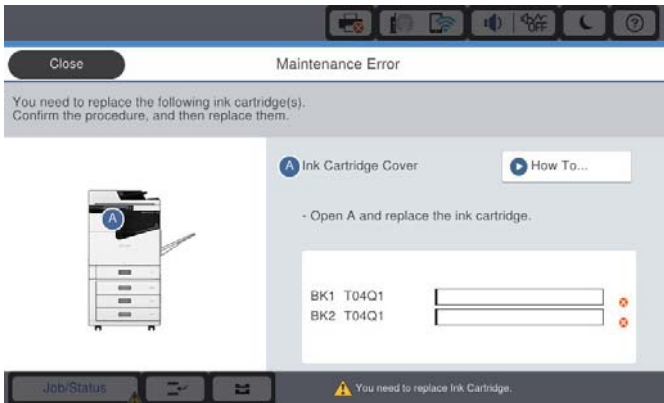 OFF
Close
Maintenance Error
You need to replace the following ink cartridge(s).
Confirm the procedure, and then replace them.
A Ink Cartridge Cover
How To...
A
- Open A and replace the ink cartridge.
BK1 T04Q1
BK2 T04Q1
Job/Status
You need to replace Ink Cartridge.